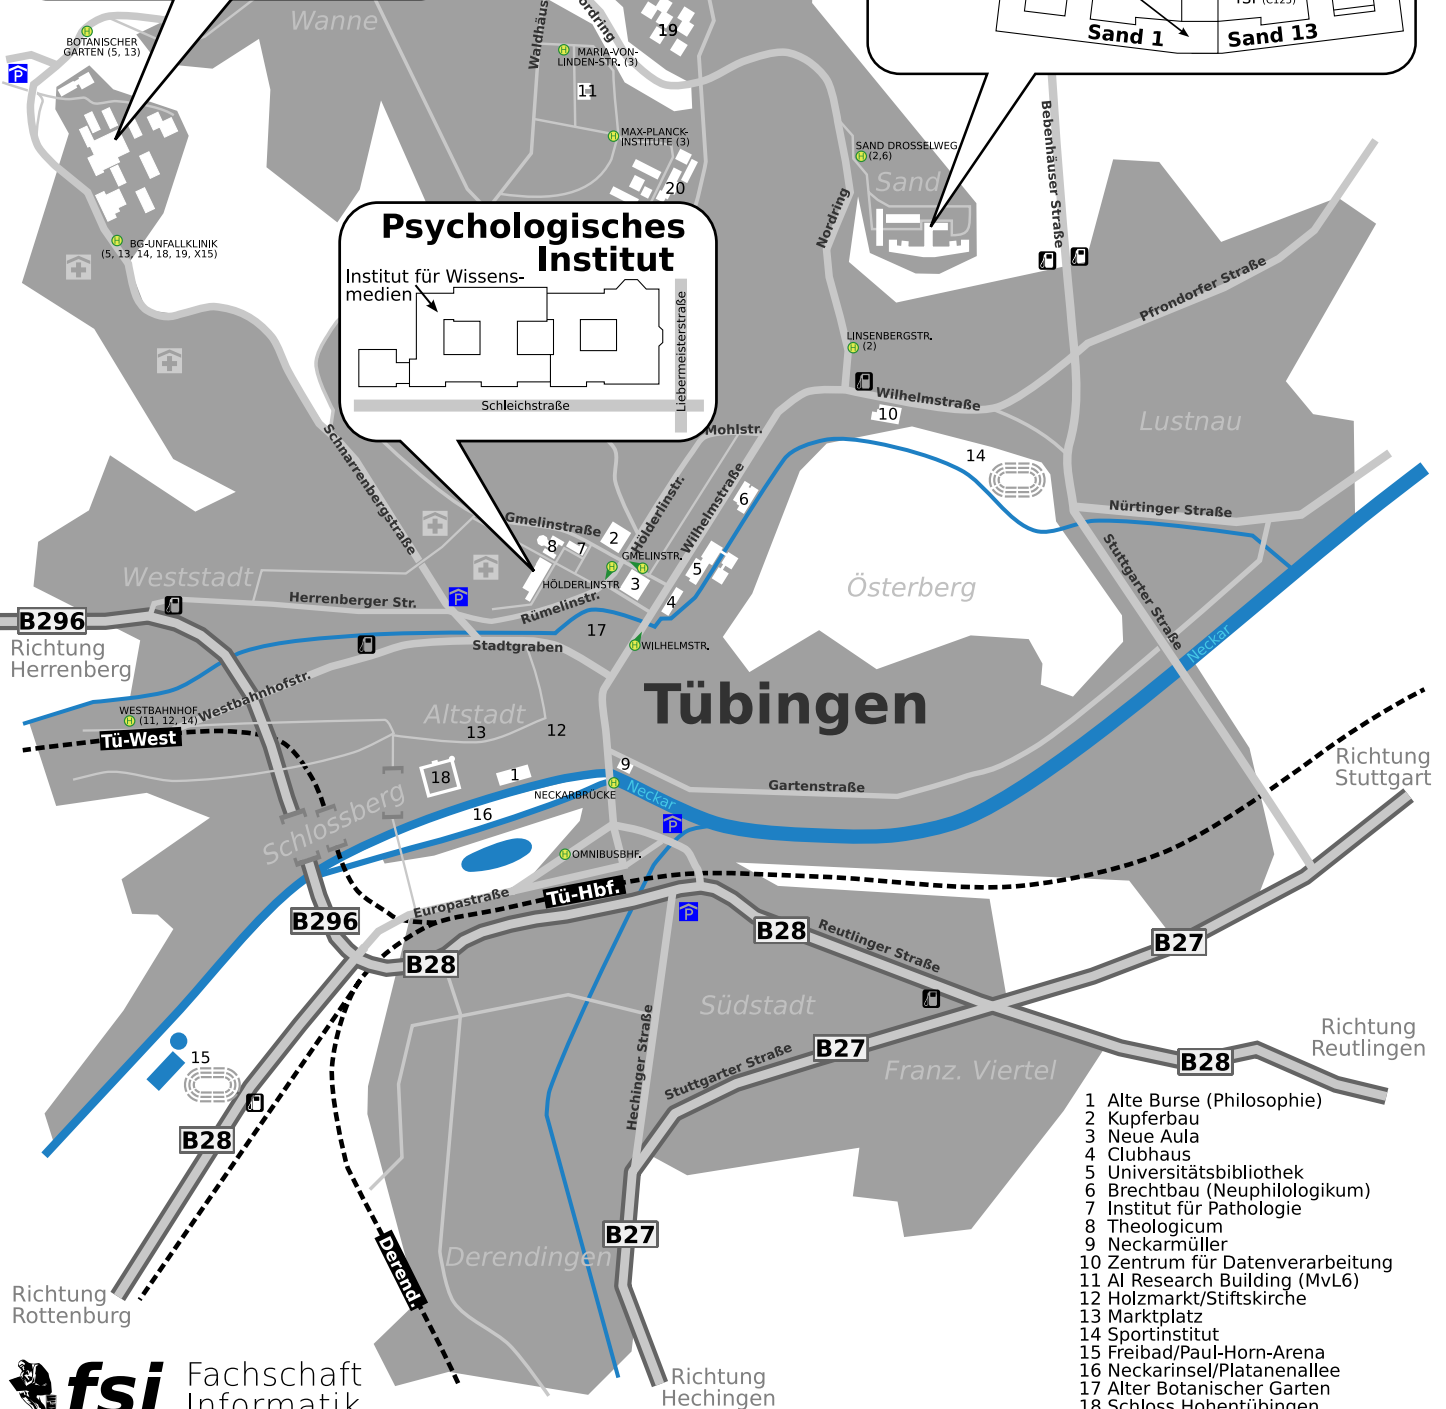 Wanne
BOTANISCHER
GARTEN (5, 13)
P
Waldhäus
ordring
19
MARIA-VON-
LINDEN-STR. (3)
11
MAX-PLANCK-
INSTITUTE (3)
20
Sand 1
Sand 13
(C125)
SAND DROSSELWEG
(2,6)
Sand
Nordring
Bebenhäuser Straße
BG-UNFALLKLINIK
(5, 13, 14, 18, 19, X15)
Psychologisches
Institut
Institut für Wissens-
medien
Schleichstraße
Liebermeisterstraße
Pfrondorfer Straße
LINSENBERGSTR.
(2)
Wilhelmstraße
10
Lustnau
Mohlstr.
14
Schnarrenbergstraße
Hölderlinstr.
Wilhelmstraße
6
Nürtinger Straße
Gmelinstraße
8
7
2
GMELINSTR.
HÖLDERLINSTR
3
5
4
Stuttgarter Straße
Weststadt
Österberg
Herrenberger Str.
P
Rümelinstr.
17
WILHELMSTR.
B296
Richtung
Herrenberg
Stadtgraben
Neckar
Westbahnhofstr.
WESTBAHNHOF
(11, 12, 14)
Tü-West
Altstadt
Tübingen
13
12
18
1
9
NECKARBRÜCKE
Neckar
Gartenstraße
Richtung
Stuttgart
Schlossberg
16
P
OMNIBUSBHF.
Europastraße
Tü-Hbf.
P
B296
B28
B28
Reutlinger Straße
B27
Südstadt
Hechinger Straße
Stuttgarter Straße
B27
Franz. Viertel
Richtung
Reutlingen
B28
15
B28
Derendingen
Derend.
B27
Richtung
Rottenburg
Richtung
Hechingen
1 Alte Burse (Philosophie)
2 Kupferbau
3 Neue Aula
4 Clubhaus
5 Universitätsbibliothek
6 Brechtbau (Neuphilologikum)
7 Institut für Pathologie
8 Theologicum
9 Neckarmüller
10 Zentrum für Datenverarbeitung
11 AI Research Building (MvL6)
12 Holzmarkt/Stiftskirche
13 Marktplatz
14 Sportinstitut
15 Freibad/Paul-Horn-Arena
16 Neckarinsel/Platanenallee
17 Alter Botanischer Garten
18 Schloss Hohentübingen
fsi
Fachschaft
Informatik